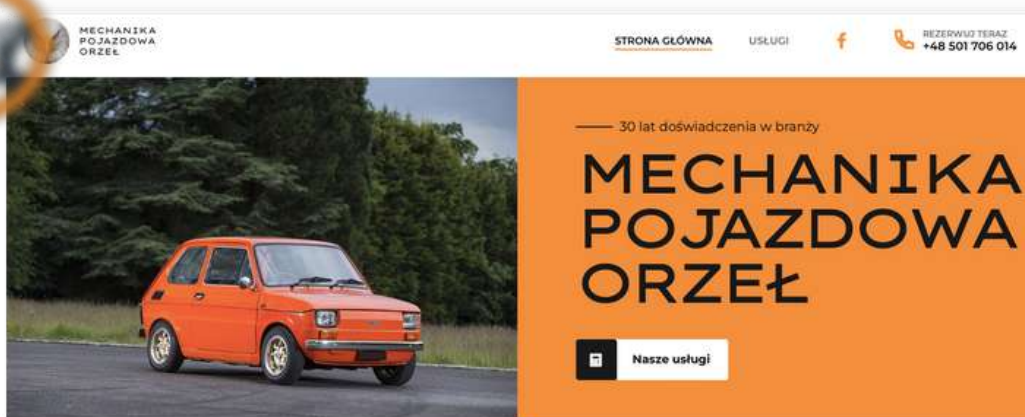 MECHANIKA
POJAZDOWA
ORZEŁ
STRONA GŁÓWNA
USŁUGI
REZERWUJ TERAZ
+48 501 706 014
30 lat doświadczenia w branży
MECHANIKA
POJAZDOWA
ORZEŁ
Nasze usługi